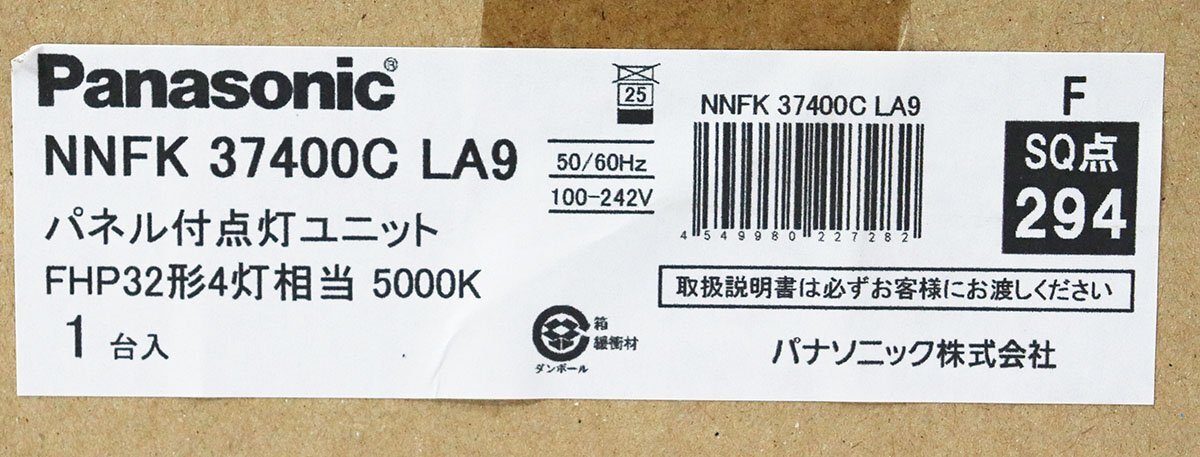 Panasonic®
NNFK 37400C LA9
パネル付点灯ユニット
FHP32形4灯相当 5000K
1 台入
25
50/60Hz
100-242V
箱
緩衝材
ダンボール
NNFK 37400C LA9
4 549980 227282
F
SQ点
294
取扱説明書は必ずお客様にお渡しください
パナソニック株式会社